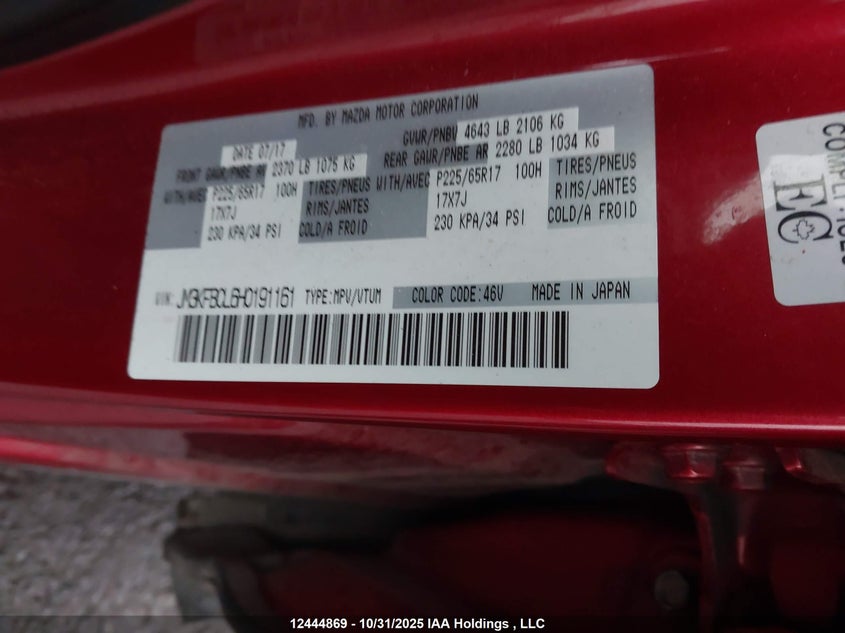 MFD. BY MAZDA MOTOR CORPORATION
DATE 07/17 GVWR/PNBV 4643 LB 2106 KG
FRONT GAWR/PNBE AV 2370 LB 1075 KG REAR GAWR/PNBE AR 2280 LB 1034 KG
WITH/AVEC P225/65R17 100H TIRES/PNEUS WITH/AVEC P225/65R17 100H TIRES/PNEUS
17X7J RIMS/JANTES 17X7J RIMS/JANTES
230 KPA/34 PSI COLD/A FROID 230 KPA/34 PSI COLD/A FROID
VIN: JM3KFBCL6H0191161 TYPE:MPV/VTUM COLOR CODE:46V MADE IN JAPAN
EC
12444869 - 10/31/2025 IAA Holdings , LLC